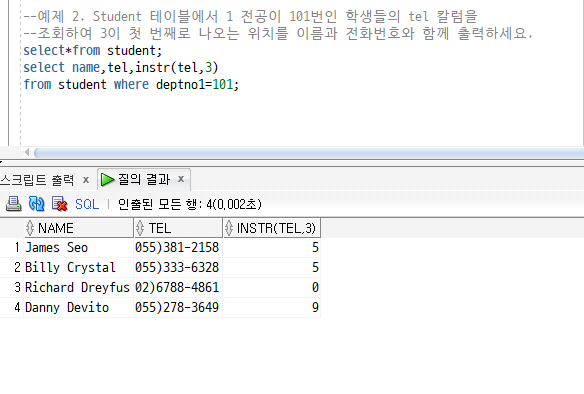 --예제 2. Student 테이블에서 1 전공이 101번인 학생들의 tel 칼럼을
--조회하여 3이 첫 번째로 나오는 위치를 이름과 전화번호와 함께 출력하세요.
select*from student;
select name,tel,instr(tel,3)
from student where deptno1=101;
스크립트 출력 x 질의 결과 x
SQL | 인출된 모든 행: 4(0,002초)
NAME TEL INSTR(TEL,3)
1 James Seo 055)381-2158 5
2 Billy Crystal 055)333-6328 5
3 Richard Dreyfus 02)6788-4861 0
4 Danny Devito 055)278-3649 9